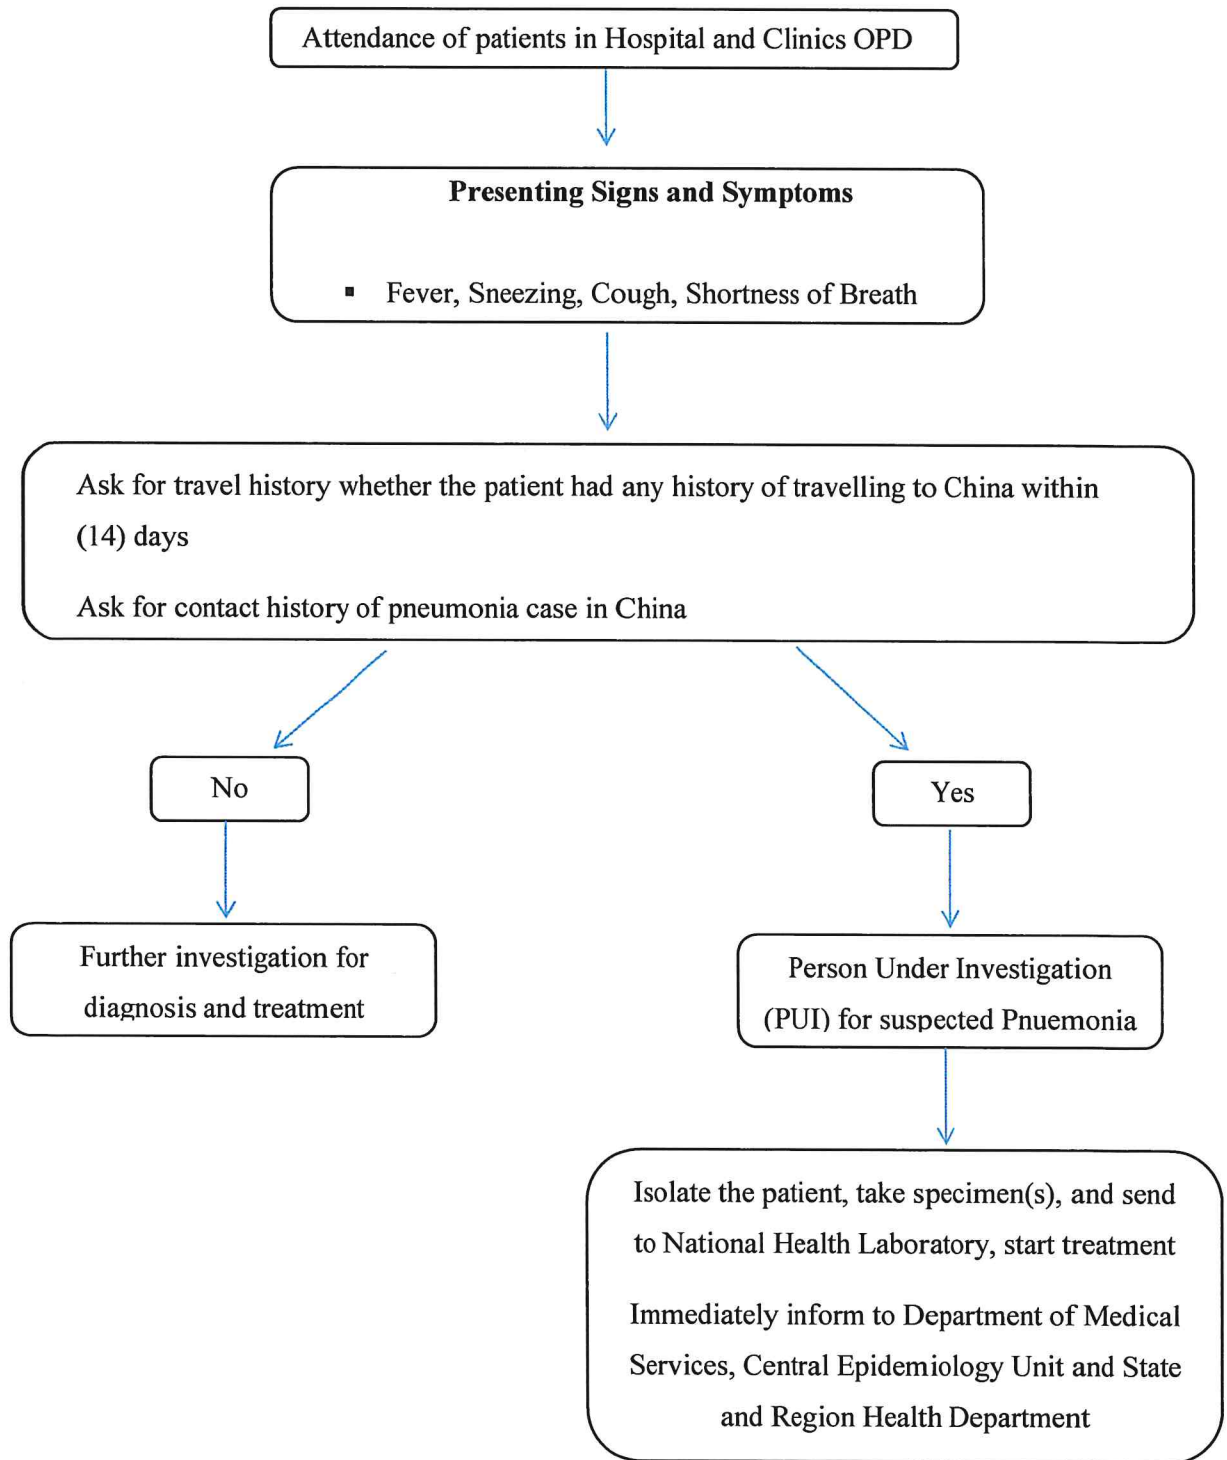 Attendance of patients in Hospital and Clinics OPD
Presenting Signs and Symptoms
▪ Fever, Sneezing, Cough, Shortness of Breath
Ask for travel history whether the patient had any history of travelling to China within
(14) days
Ask for contact history of pneumonia case in China
No
Yes
Further investigation for
diagnosis and treatment
Person Under Investigation
(PUI) for suspected Pnuemonia
Isolate the patient, take specimen(s), and send
to National Health Laboratory, start treatment
Immediately inform to Department of Medical
Services, Central Epidemiology Unit and State
and Region Health Department